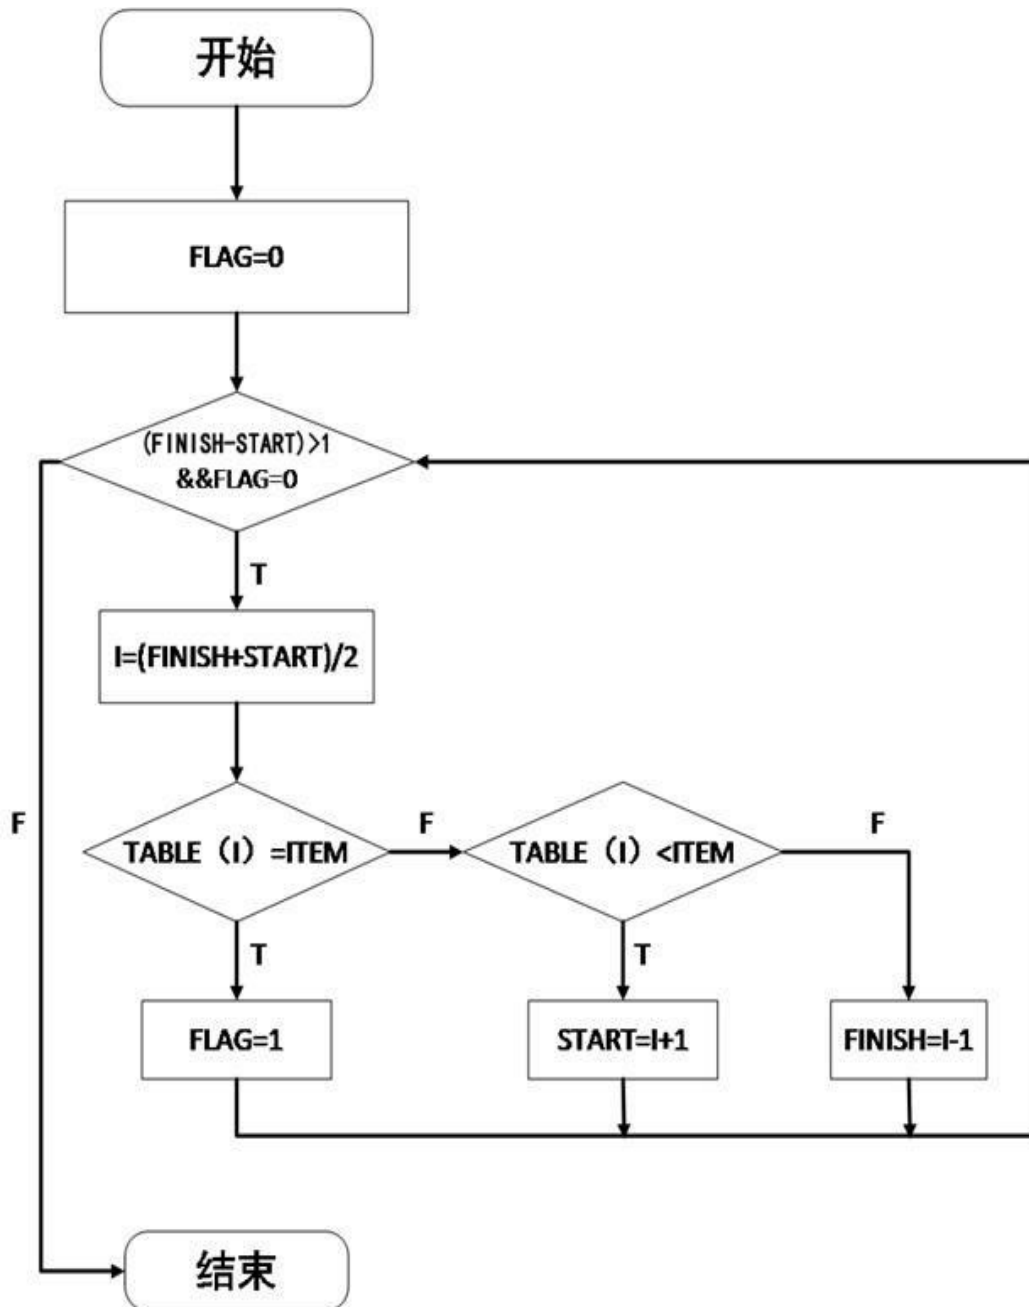 开始
FLAG=0
(FINISH-START)>1
&&FLAG=0
T
I=(FINISH+START)/2
F
TABLE（I）=ITEM
F
TABLE（I）<ITEM
F
T
T
FLAG=1
START=I+1
FINISH=I-1
结束